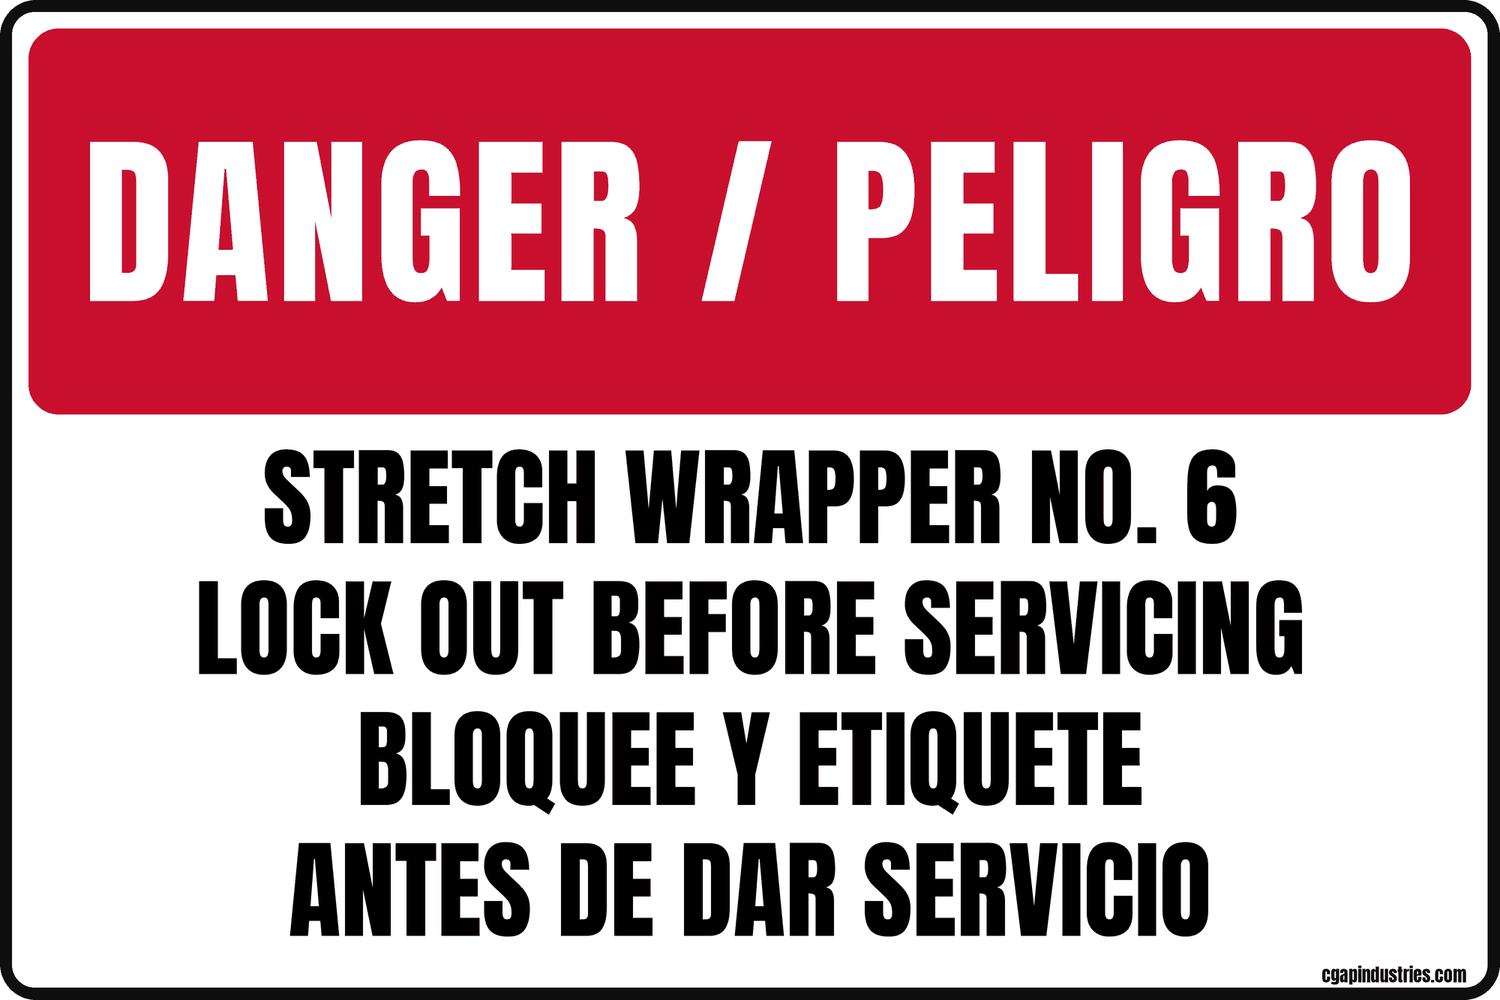 DANGER / PELIGRO
STRETCH WRAPPER NO. 6
LOCK OUT BEFORE SERVICING
BLOQUEE Y ETIQUETE
ANTES DE DAR SERVICIO
cgapindustries.com